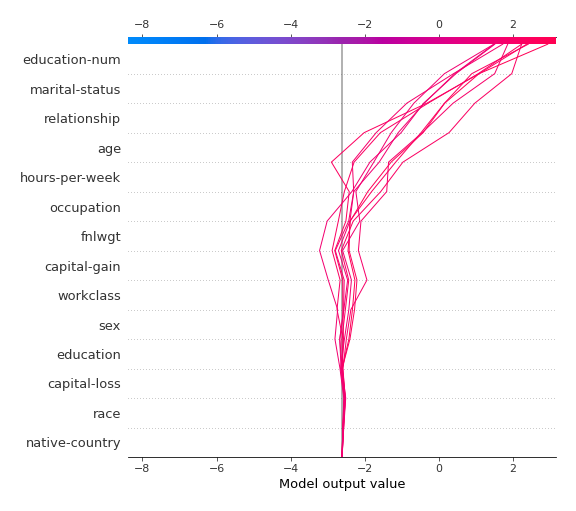 −8 −6 −4 −2 0 2
education-num
marital-status
relationship
age
hours-per-week
occupation
fnlwgt
capital-gain
workclass
sex
education
capital-loss
race
native-country
−8 −6 −4 −2 0 2
Model output value